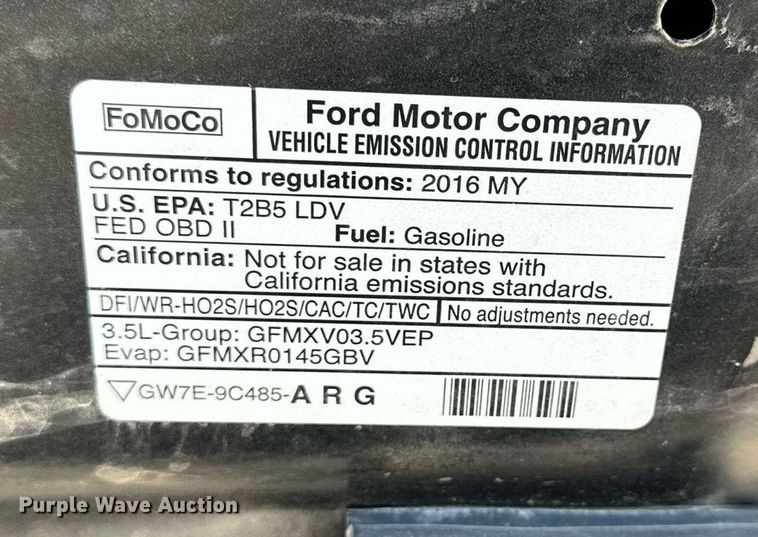 FoMoCo
Ford Motor Company
VEHICLE EMISSION CONTROL INFORMATION
Conforms to regulations: 2016 MY
U.S. EPA: T2B5 LDV
FED OBD II Fuel: Gasoline
California: Not for sale in states with
California emissions standards.
DFI/WR-HO2S/HO2S/CAC/TC/TWC No adjustments needed.
3.5L-Group: GFMXV03.5VEP
Evap: GFMXR0145GBV
GW7E-9C485-A R G
Purple Wave Auction